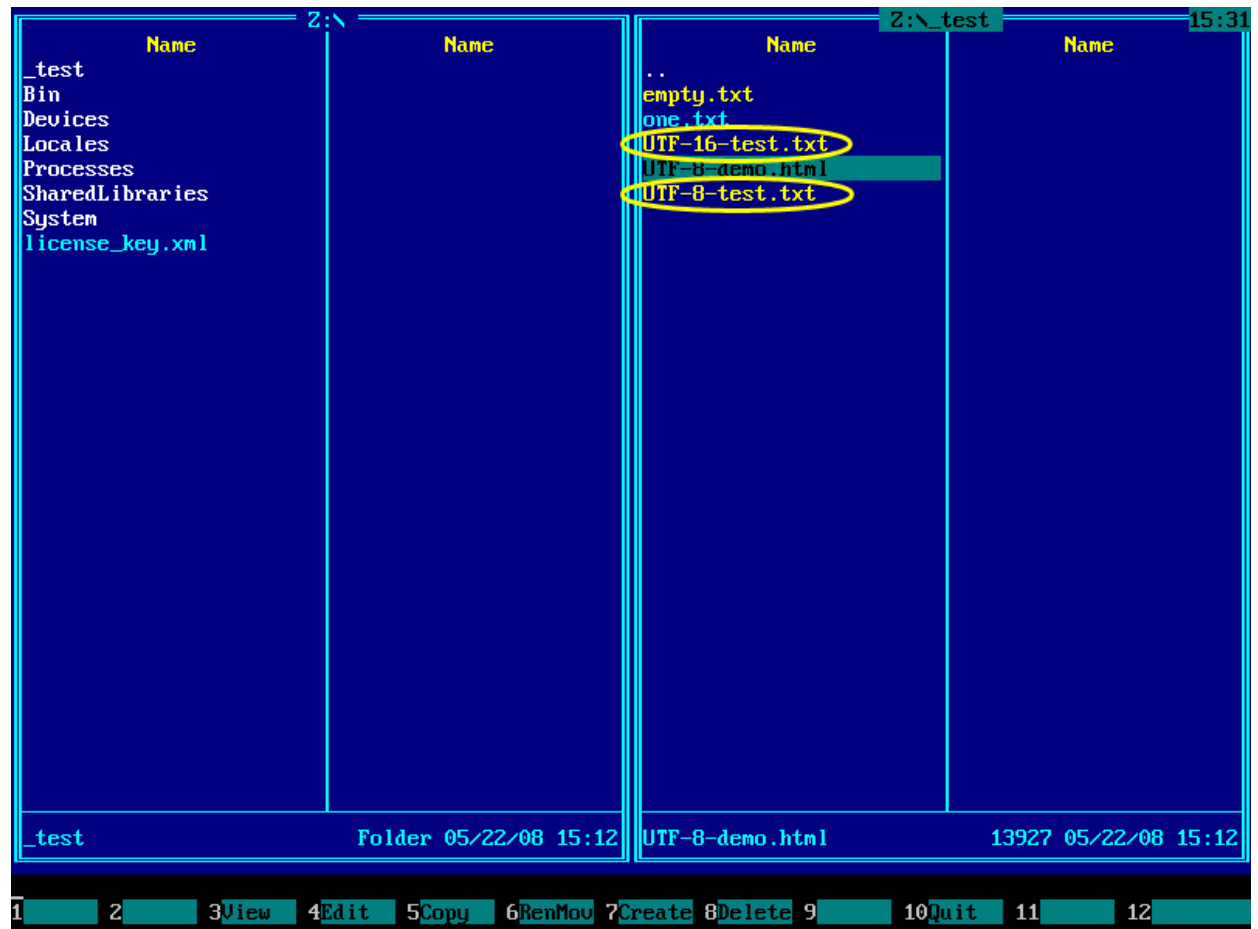 Z:\
Name Name
_test
Bin
Devices
Locales
Processes
SharedLibraries
System
license_key.xml
_test Folder 05/22/08 15:12
Z:\_test 15:31
Name Name
..
empty.txt
one.txt
UTF-16-test.txt
UTF-8-demo.html
UTF-8-test.txt
UTF-8-demo.html 13927 05/22/08 15:12
1 2 3View 4Edit 5Copy 6RenMov 7Create 8Delete 9 10Quit 11 12